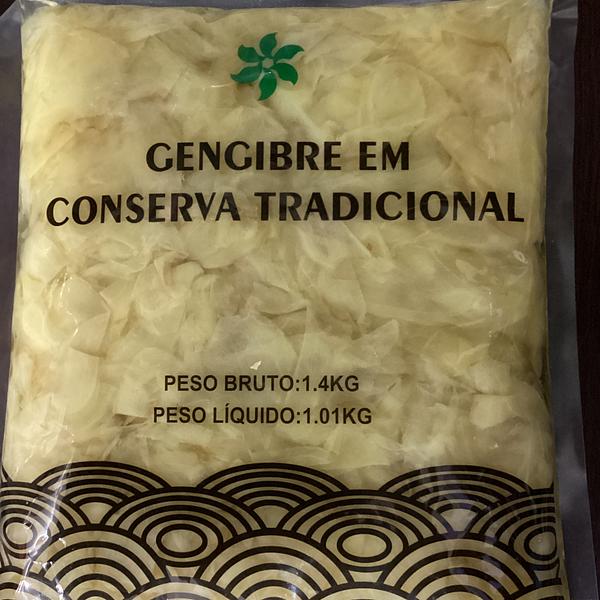 GENGIBRE EM
CONSERVA TRADICIONAL
PESO BRUTO:1.4KG
PESO LÍQUIDO:1.01KG